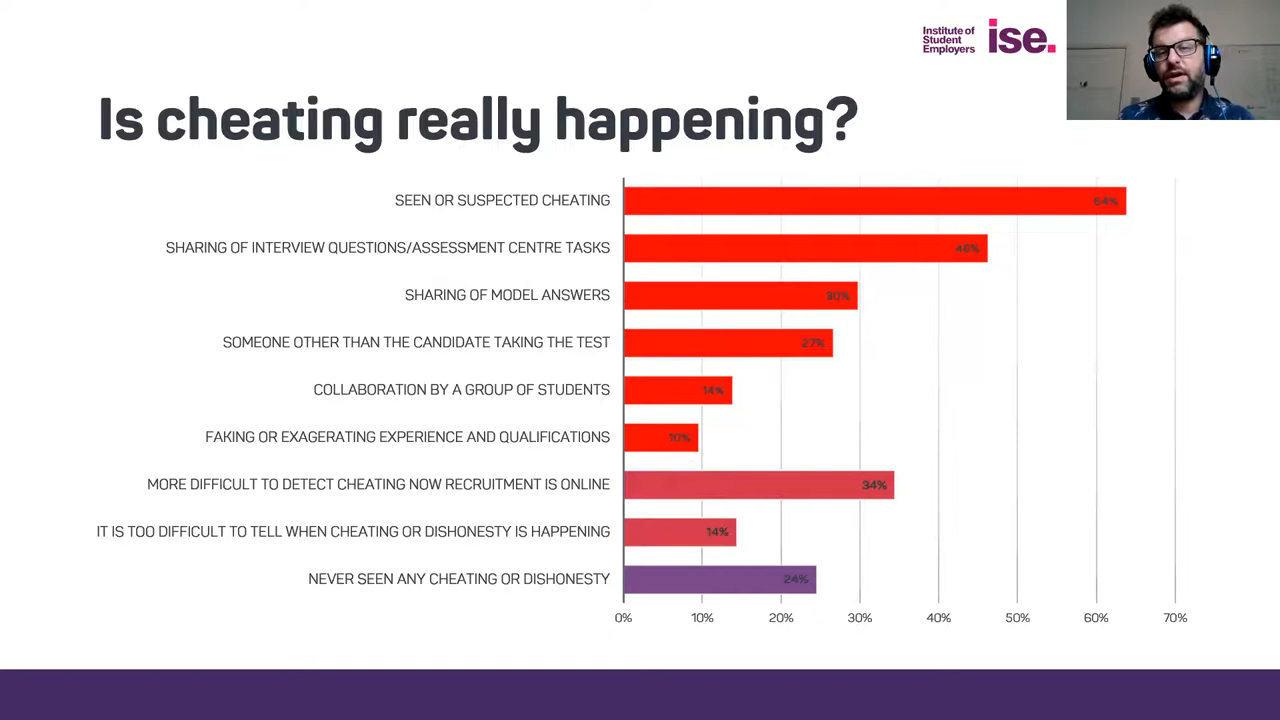 Institute of
Student
Employers
ise.
Is cheating really happening?
SEEN OR SUSPECTED CHEATING
64%
SHARING OF INTERVIEW QUESTIONS/ASSESSMENT CENTRE TASKS
46%
SHARING OF MODEL ANSWERS
30%
SOMEONE OTHER THAN THE CANDIDATE TAKING THE TEST
27%
COLLABORATION BY A GROUP OF STUDENTS
14%
FAKING OR EXAGERATING EXPERIENCE AND QUALIFICATIONS
10%
MORE DIFFICULT TO DETECT CHEATING NOW RECRUITMENT IS ONLINE
34%
IT IS TOO DIFFICULT TO TELL WHEN CHEATING OR DISHONESTY IS HAPPENING
14%
NEVER SEEN ANY CHEATING OR DISHONESTY
24%
0% 10% 20% 30% 40% 50% 60% 70%